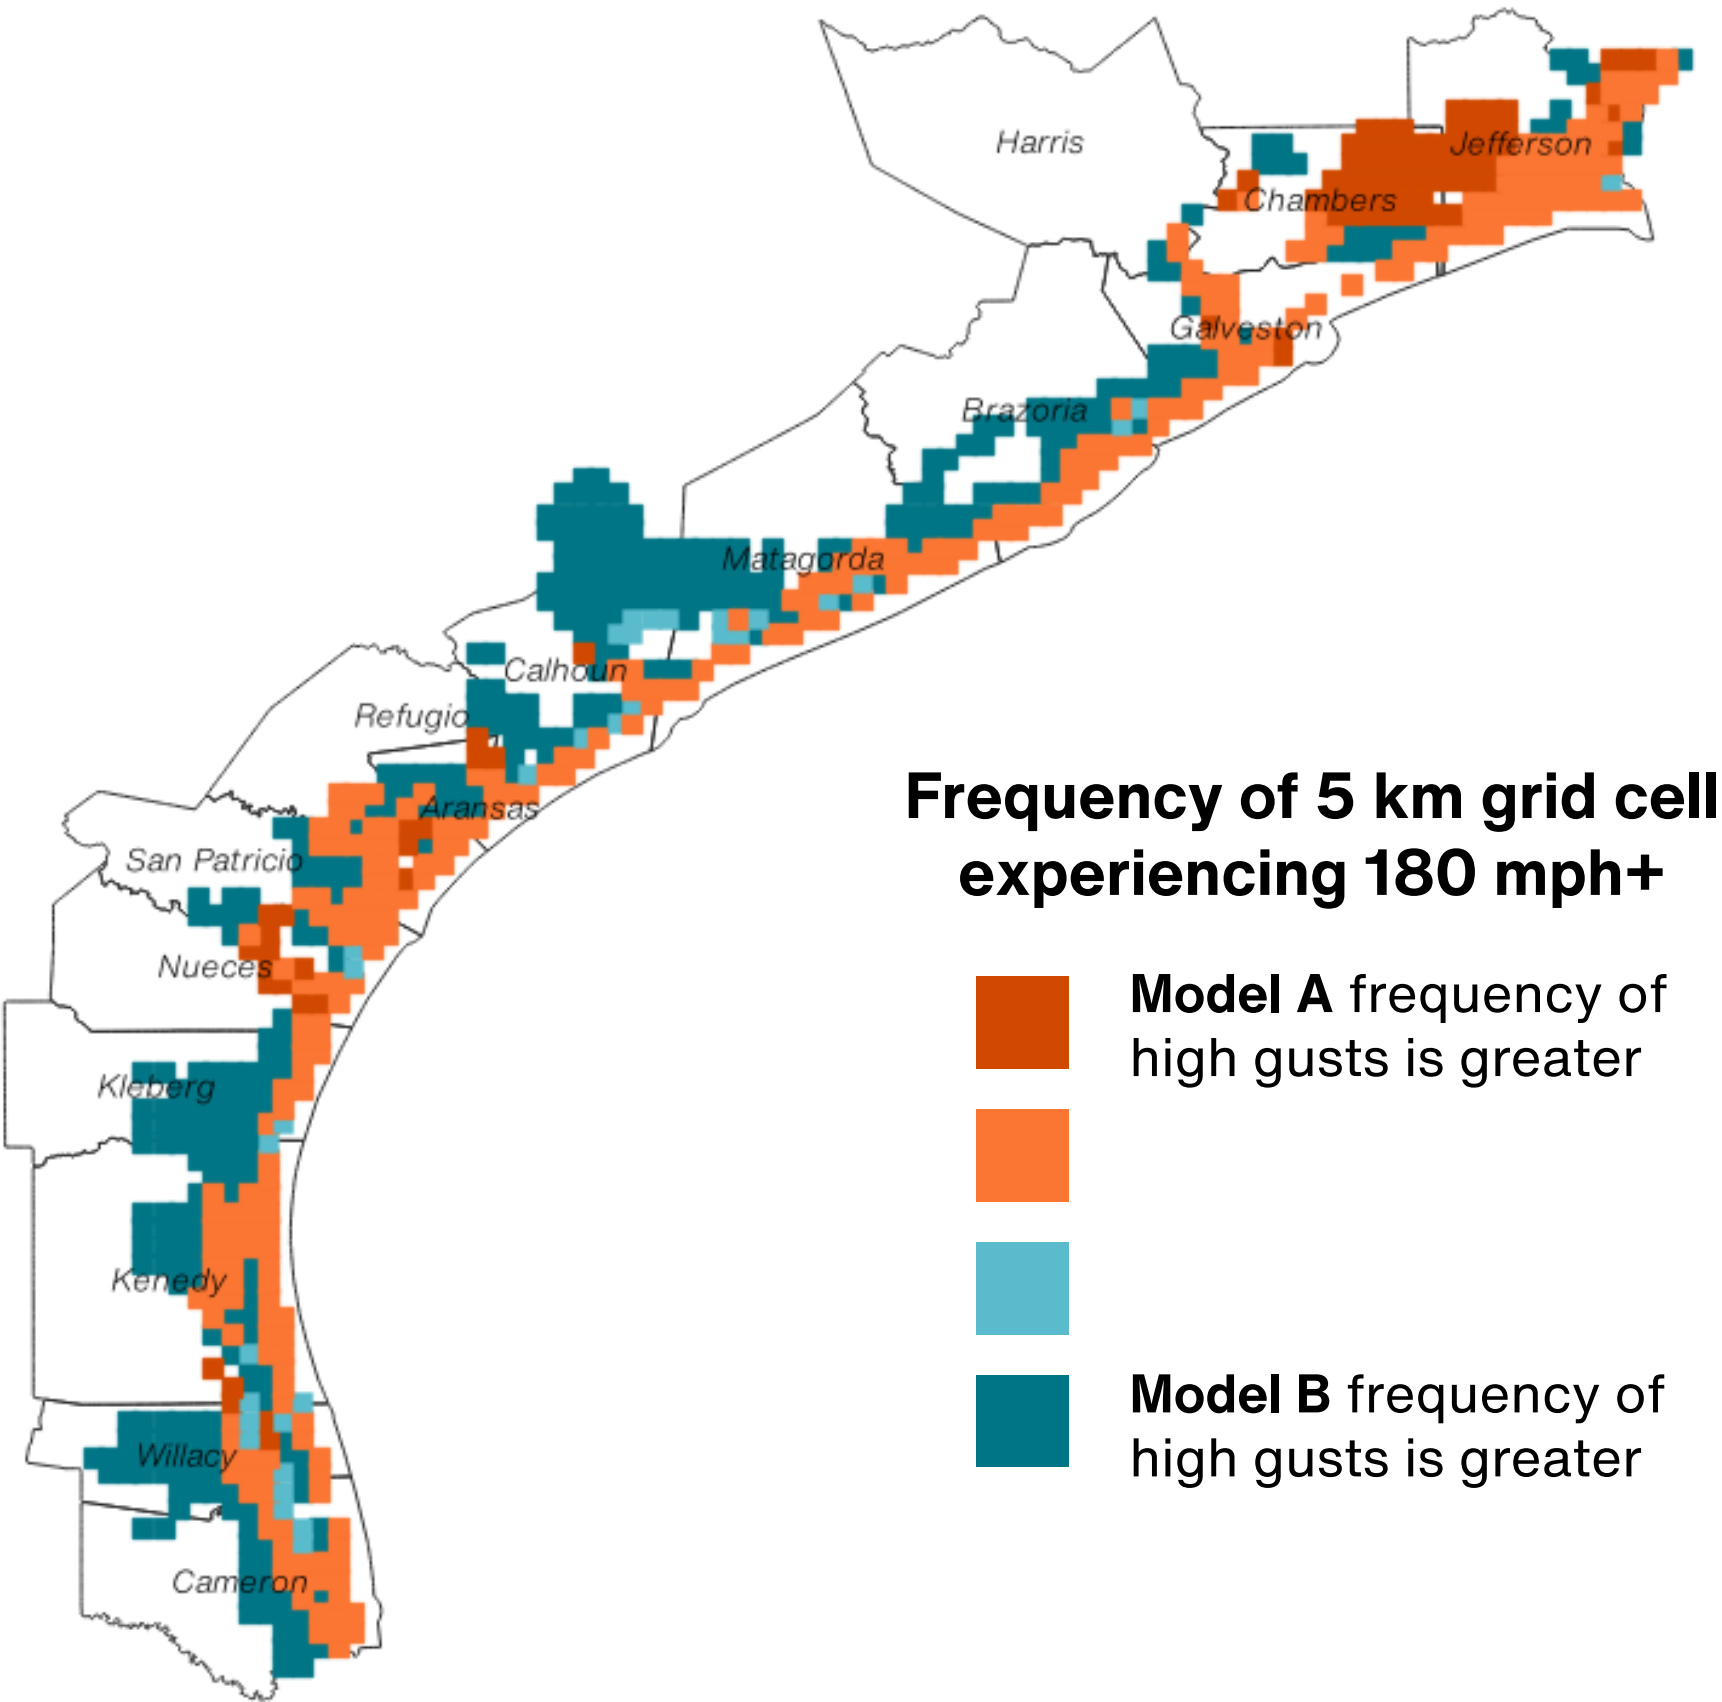 Harris
Jefferson
Chambers
Galveston
Brazoria
Matagorda
Calhoun
Refugio
Aransas
San Patricio
Nueces
Kleberg
Kenedy
Willacy
Cameron
Frequency of 5 km grid cell
experiencing 180 mph+
Model A frequency of
high gusts is greater
Model B frequency of
high gusts is greater